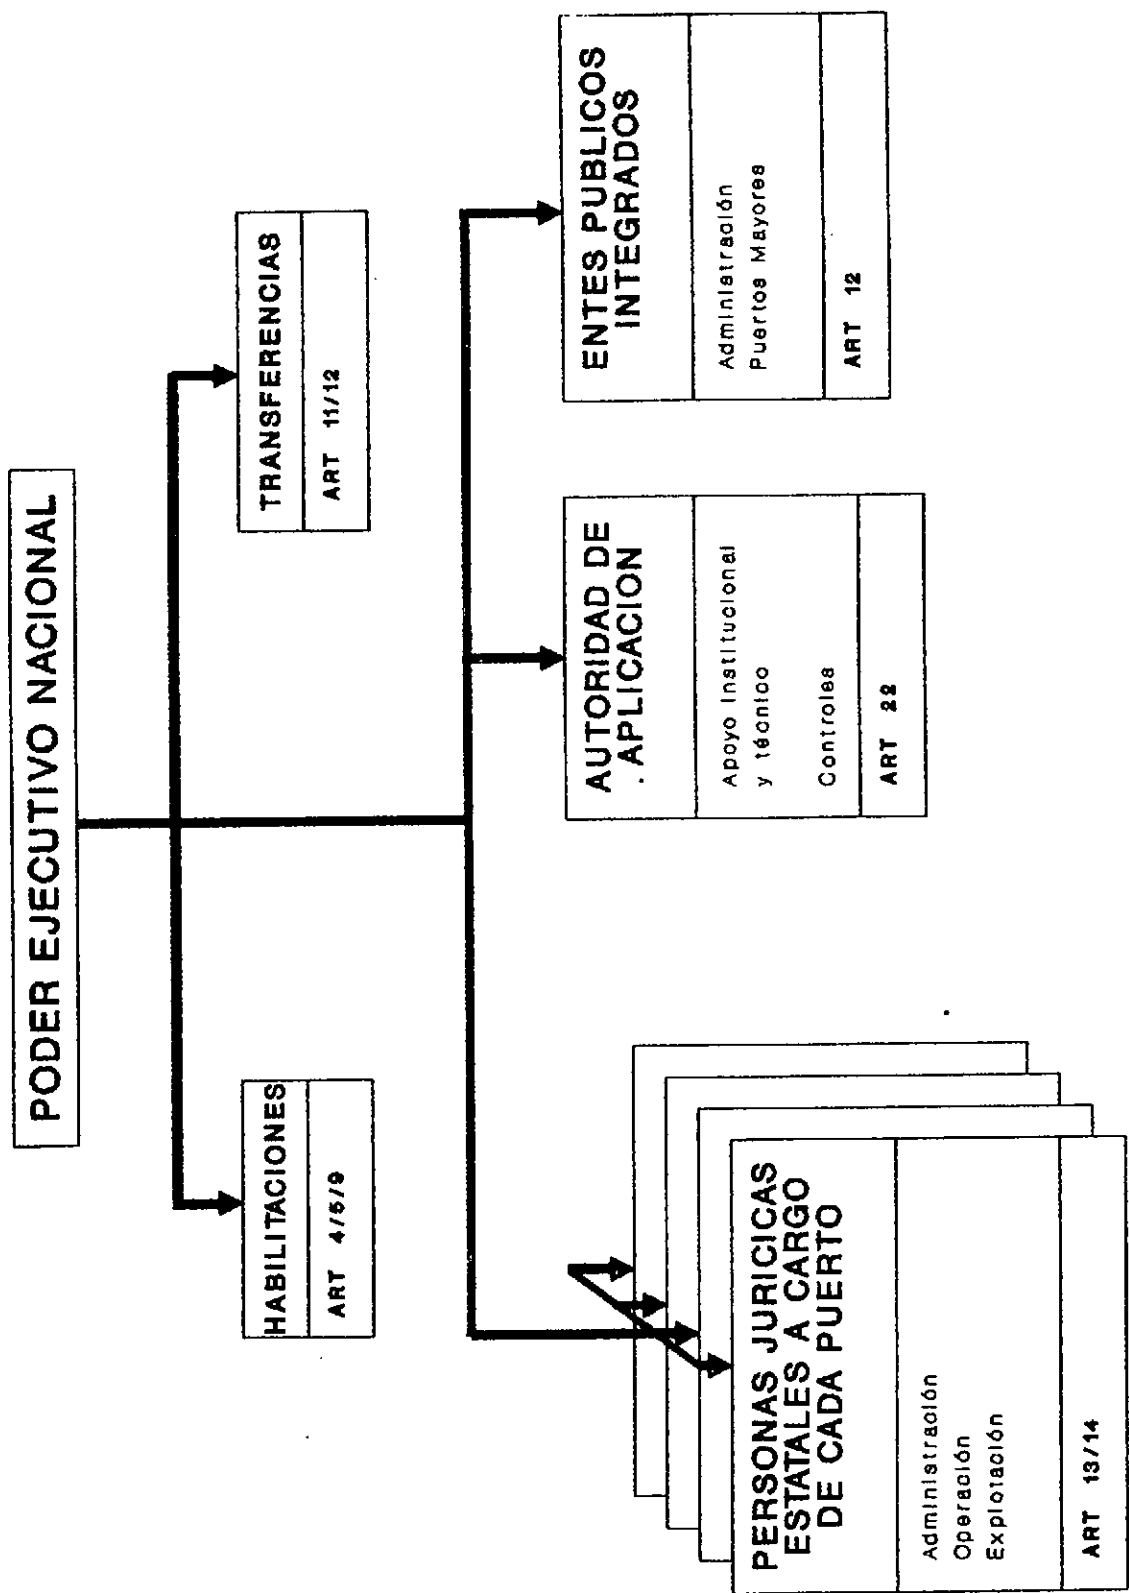 PODER EJECUTIVO NACIONAL
HABILITACIONES
ART 4/5/9
TRANSFERENCIAS
ART 11/12
PERSONAS JURICICAS
ESTATALES A CARGO
DE CADA PUERTO
Administración
Operación
Explotación
ART 13/14
AUTORIDAD DE
APLICACION
Apoyo Institucional
y técnico
Controles
ART 22
ENTES PUBLICOS
INTEGRADOS
Administración
Puertos Mayores
ART 12